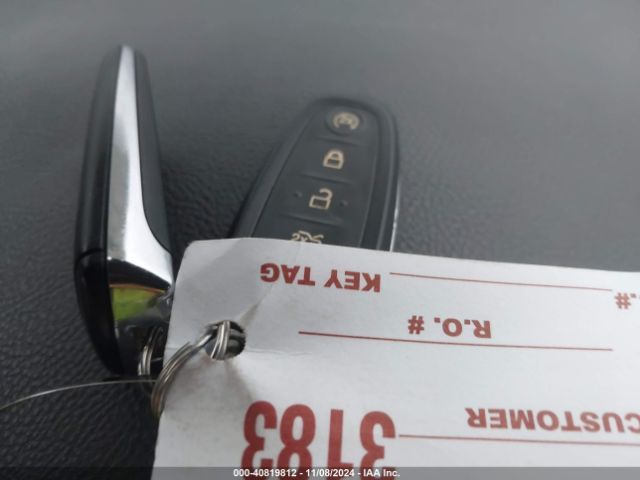 KEY TAG
R.O. #
CUSTOMER
3183
000-40819812 - 11/08/2024 - IAA Inc.